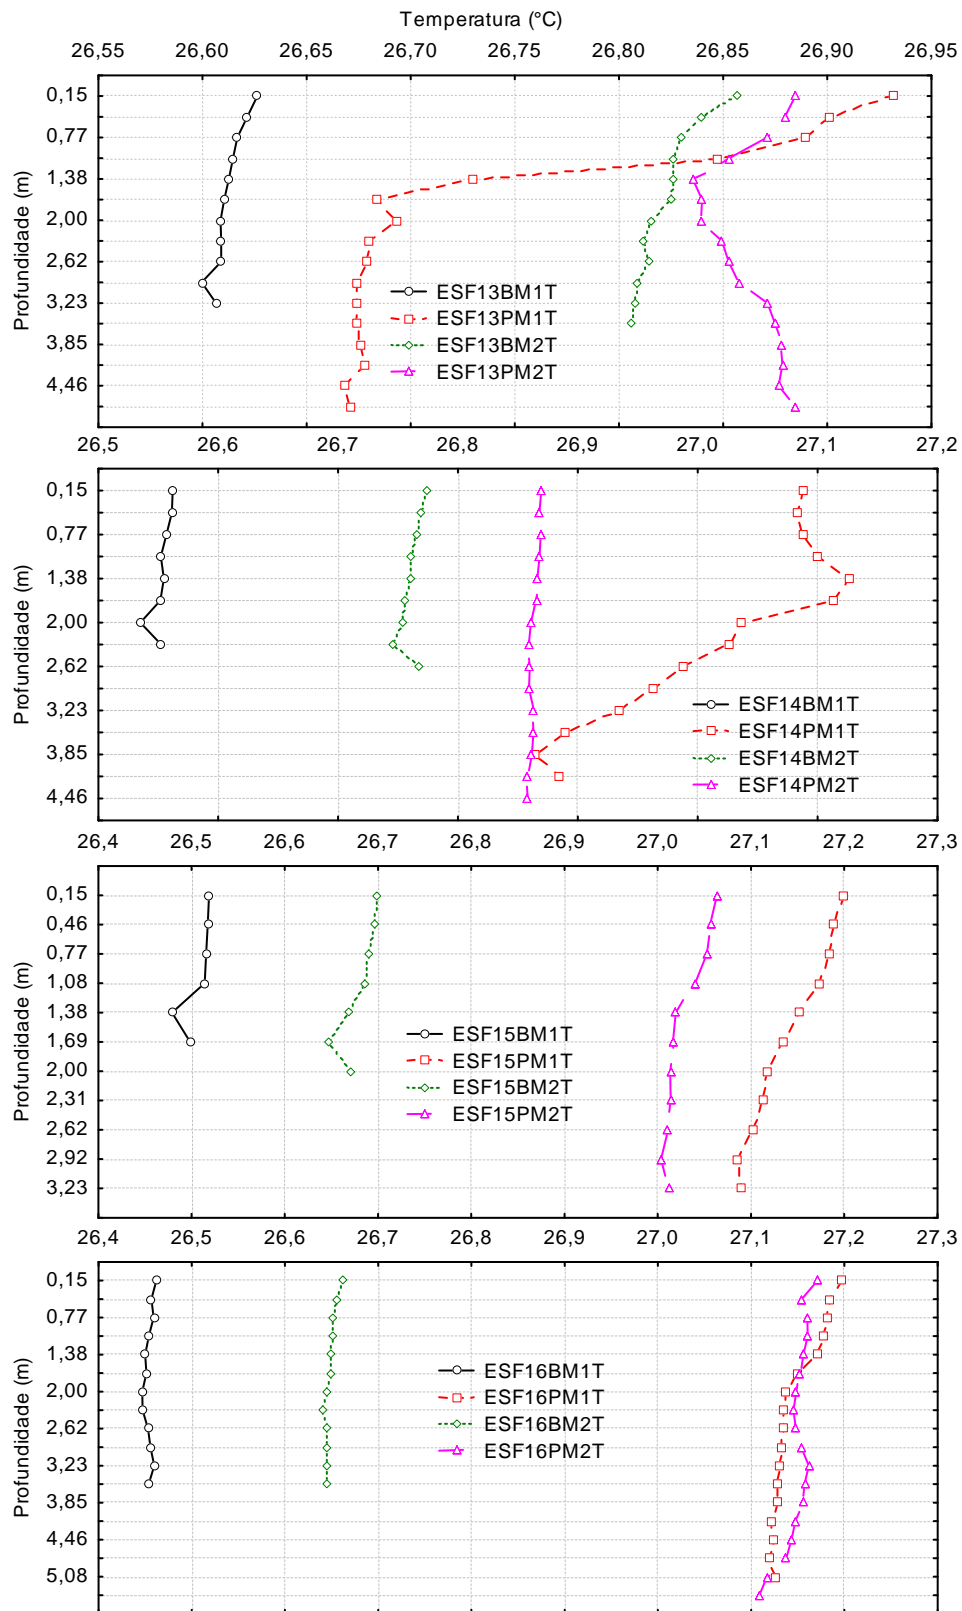 Temperatura (°C)
26,55 26,60 26,65 26,70 26,75 26,80 26,85 26,90 26,95
0,15
0,77
1,38
2,00
2,62
3,23
3,85
4,46
Profundidade (m)
ESF13BM1T
ESF13PM1T
ESF13BM2T
ESF13PM2T
26,5 26,6 26,7 26,8 26,9 27,0 27,1 27,2
0,15
0,77
1,38
2,00
2,62
3,23
3,85
4,46
Profundidade (m)
ESF14BM1T
ESF14PM1T
ESF14BM2T
ESF14PM2T
26,4 26,5 26,6 26,7 26,8 26,9 27,0 27,1 27,2 27,3
0,15
0,46
0,77
1,08
1,38
1,69
2,00
2,31
2,62
2,92
3,23
Profundidade (m)
ESF15BM1T
ESF15PM1T
ESF15BM2T
ESF15PM2T
26,4 26,5 26,6 26,7 26,8 26,9 27,0 27,1 27,2 27,3
0,15
0,77
1,38
2,00
2,62
3,23
3,85
4,46
5,08
Profundidade (m)
ESF16BM1T
ESF16PM1T
ESF16BM2T
ESF16PM2T